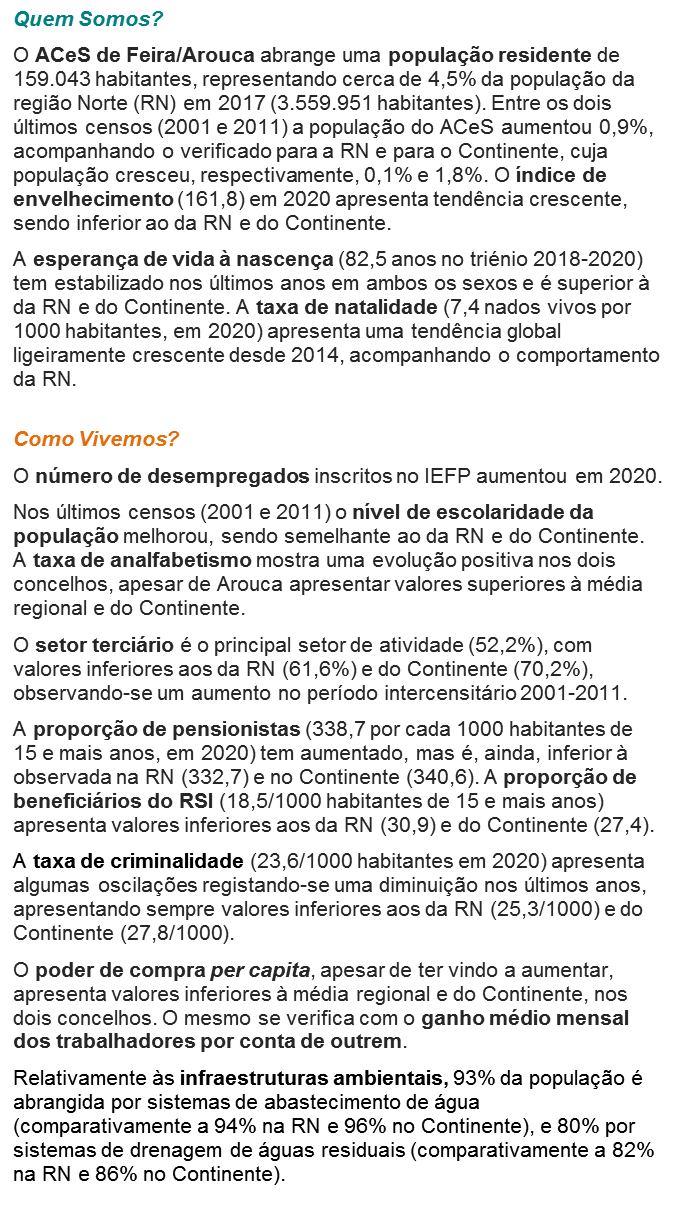 Quem Somos?
O ACeS de Feira/Arouca abrange uma população residente de
159.043 habitantes, representando cerca de 4,5% da população da
região Norte (RN) em 2017 (3.559.951 habitantes). Entre os dois
últimos censos (2001 e 2011) a população do ACeS aumentou 0,9%,
acompanhando o verificado para a RN e para o Continente, cuja
população cresceu, respectivamente, 0,1% e 1,8%. O índice de
envelhecimento (161,8) em 2020 apresenta tendência crescente,
sendo inferior ao da RN e do Continente.
A esperança de vida à nascença (82,5 anos no triénio 2018-2020)
tem estabilizado nos últimos anos em ambos os sexos e é superior à
da RN e do Continente. A taxa de natalidade (7,4 nados vivos por
1000 habitantes, em 2020) apresenta uma tendência global
ligeiramente crescente desde 2014, acompanhando o comportamento
da RN.
Como Vivemos?
O número de desempregados inscritos no IEFP aumentou em 2020.
Nos últimos censos (2001 e 2011) o nível de escolaridade da
população melhorou, sendo semelhante ao da RN e do Continente.
A taxa de analfabetismo mostra uma evolução positiva nos dois
concelhos, apesar de Arouca apresentar valores superiores à média
regional e do Continente.
O setor terciário é o principal setor de atividade (52,2%), com
valores inferiores aos da RN (61,6%) e do Continente (70,2%),
observando-se um aumento no período intercensitário 2001-2011.
A proporção de pensionistas (338,7 por cada 1000 habitantes de
15 e mais anos, em 2020) tem aumentado, mas é, ainda, inferior à
observada na RN (332,7) e no Continente (340,6). A proporção de
beneficiários do RSI (18,5/1000 habitantes de 15 e mais anos)
apresenta valores inferiores aos da RN (30,9) e do Continente (27,4).
A taxa de criminalidade (23,6/1000 habitantes em 2020) apresenta
algumas oscilações registando-se uma diminuição nos últimos anos,
apresentando sempre valores inferiores aos da RN (25,3/1000) e do
Continente (27,8/1000).
O poder de compra per capita, apesar de ter vindo a aumentar,
apresenta valores inferiores à média regional e do Continente, nos
dois concelhos. O mesmo se verifica com o ganho médio mensal
dos trabalhadores por conta de outrem.
Relativamente às infraestruturas ambientais, 93% da população é
abrangida por sistemas de abastecimento de água
(comparativamente a 94% na RN e 96% no Continente), e 80% por
sistemas de drenagem de águas residuais (comparativamente a 82%
na RN e 86% no Continente).